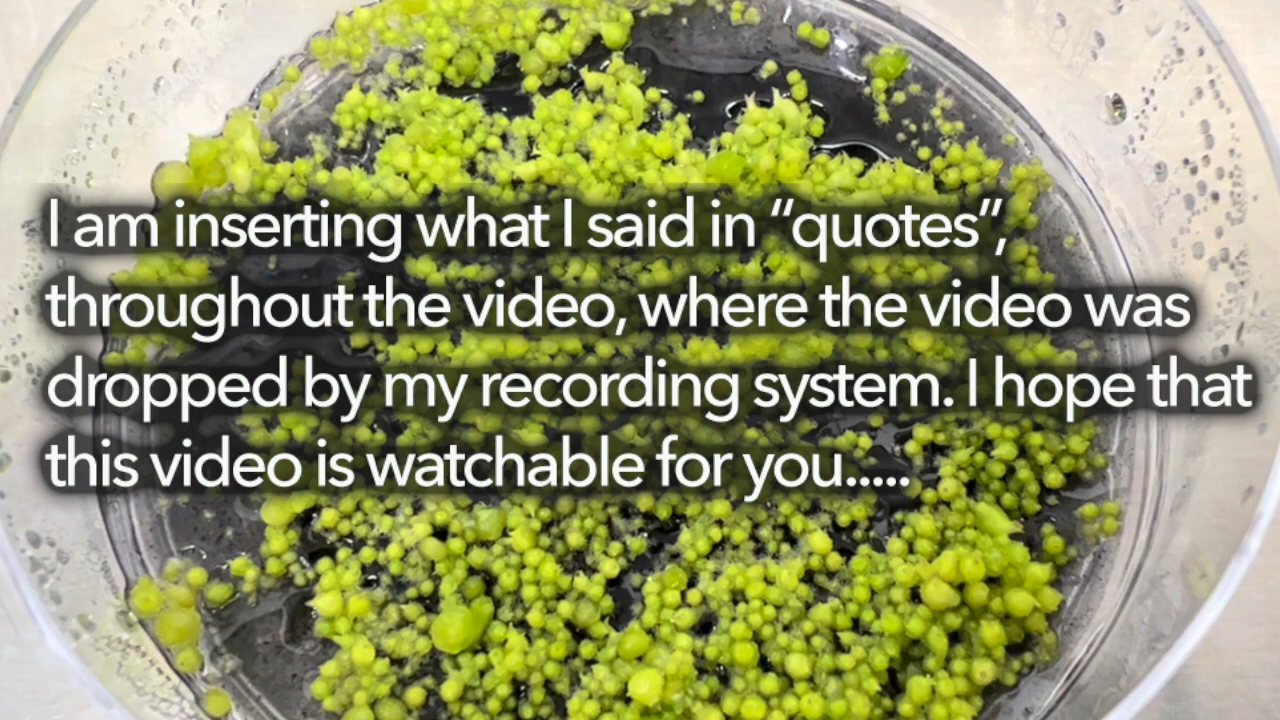 I am inserting what I said in “quotes”,
throughout the video, where the video was
dropped by my recording system. I hope that
this video is watchable for you.....